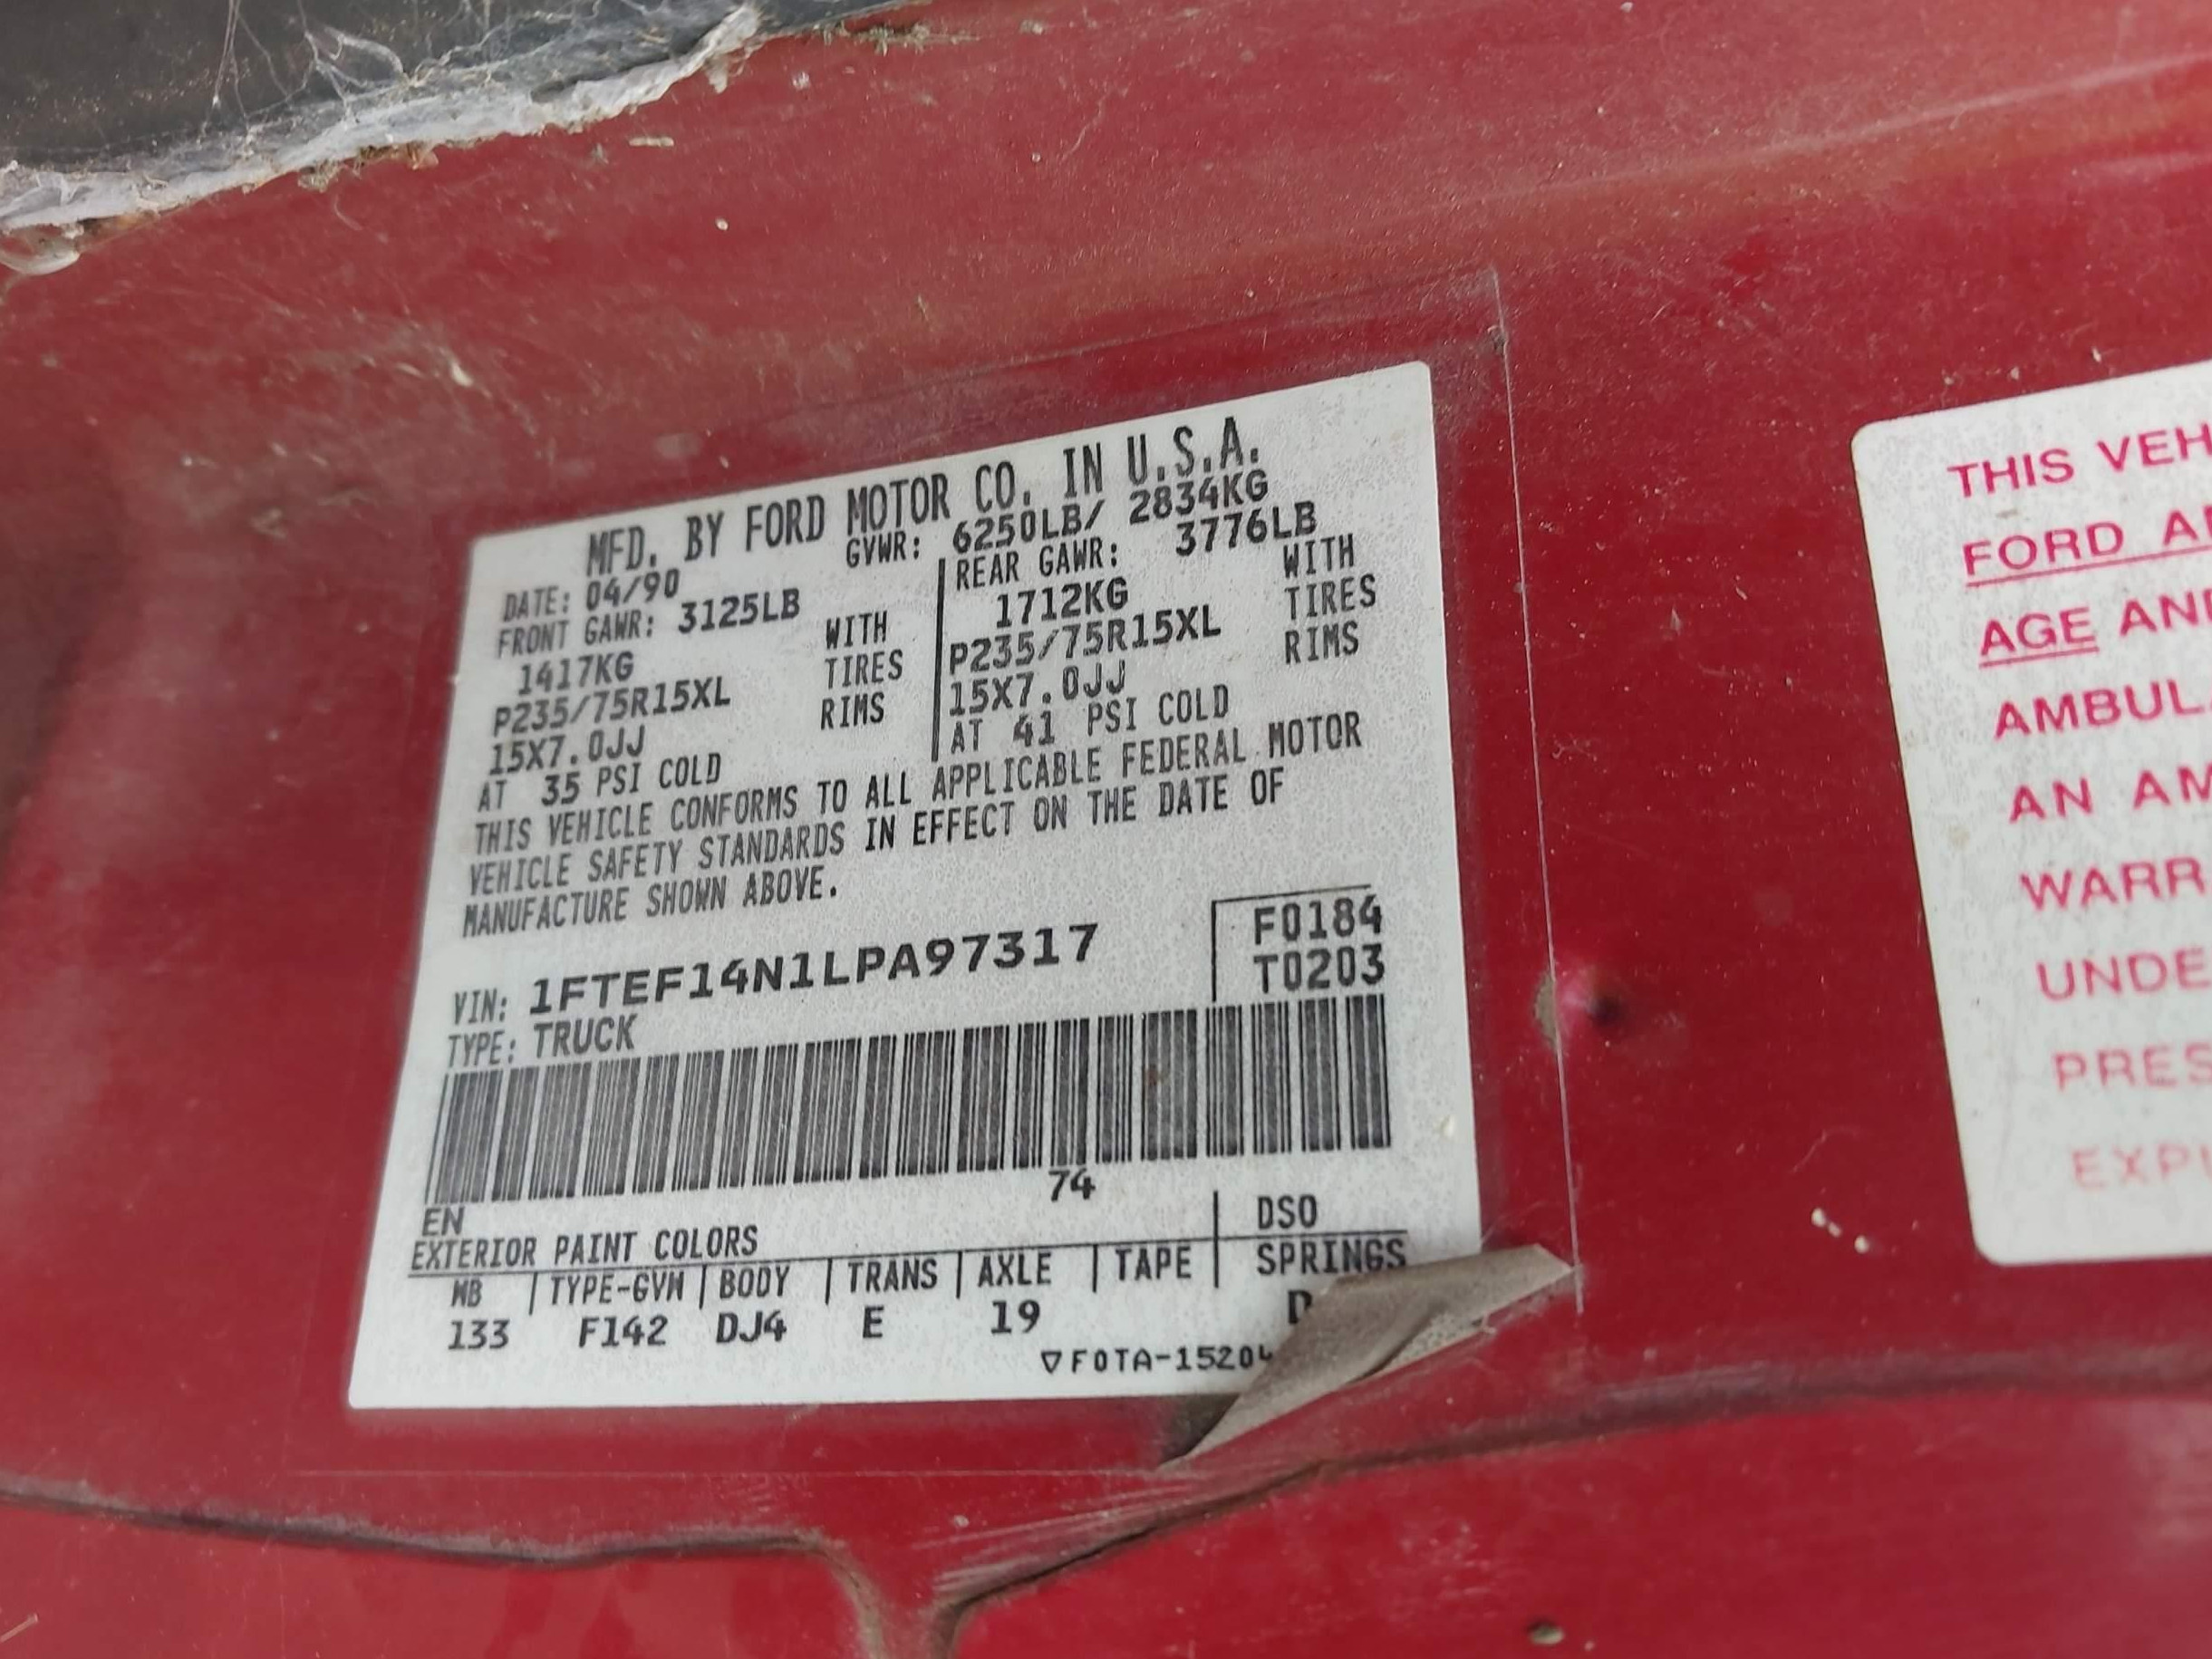 MFD. BY FORD MOTOR CO. IN U.S.A.
DATE: 04/90 GVWR: 6250LB/ 2834KG
FRONT GAWR: 3125LB REAR GAWR: 3776LB
1417KG WITH 1712KG WITH
P235/75R15XL TIRES P235/75R15XL TIRES
15X7.0JJ RIMS 15X7.0JJ RIMS
AT 35 PSI COLD AT 41 PSI COLD
THIS VEHICLE CONFORMS TO ALL APPLICABLE FEDERAL MOTOR
VEHICLE SAFETY STANDARDS IN EFFECT ON THE DATE OF
MANUFACTURE SHOWN ABOVE.
F0184
VIN: 1FTEF14N1LPA97317 T0203
TYPE: TRUCK
74
EN
EXTERIOR PAINT COLORS DSO
WB TYPE-GVW BODY TRANS AXLE TAPE SPRINGS
133 F142 DJ4 E 19
▽F0TA-15204
THIS VEH
FORD
AGE AN
AMBUL
AN AM
WARR
UNDE
PRES
EXPI